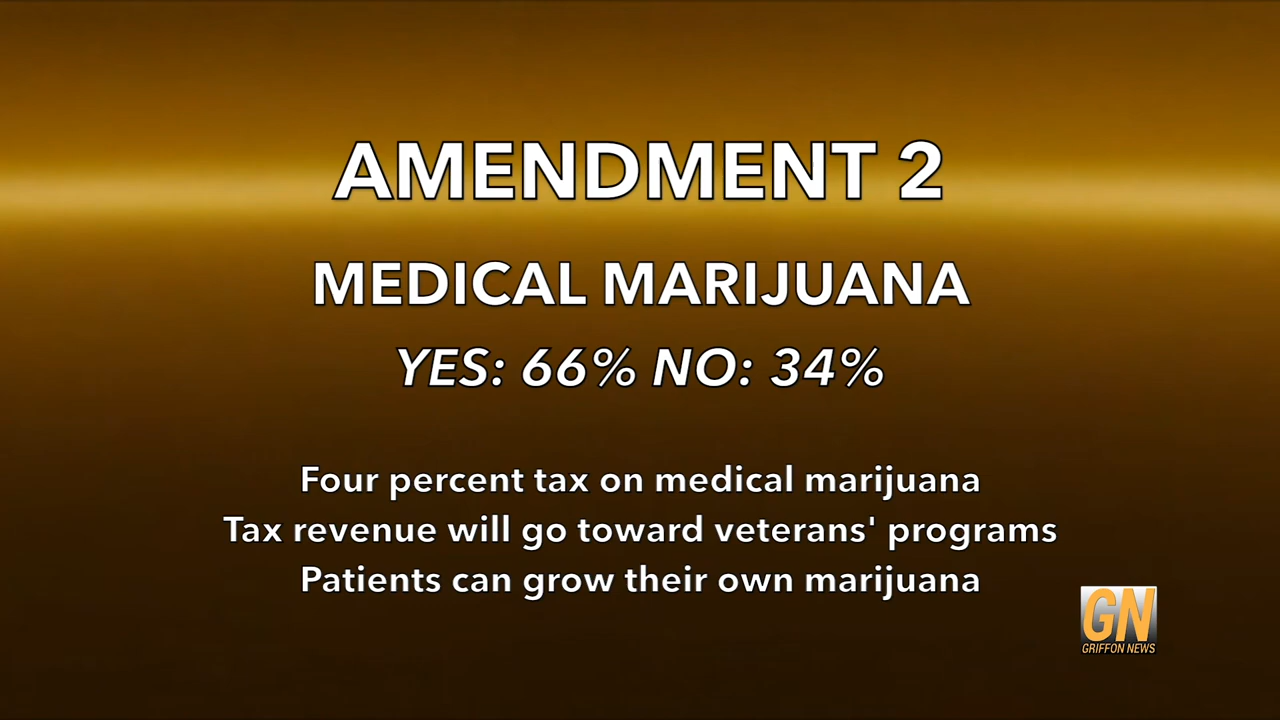 AMENDMENT 2
MEDICAL MARIJUANA
YES: 66% NO: 34%
Four percent tax on medical marijuana
Tax revenue will go toward veterans' programs
Patients can grow their own marijuana
GN
GRIFFON NEWS